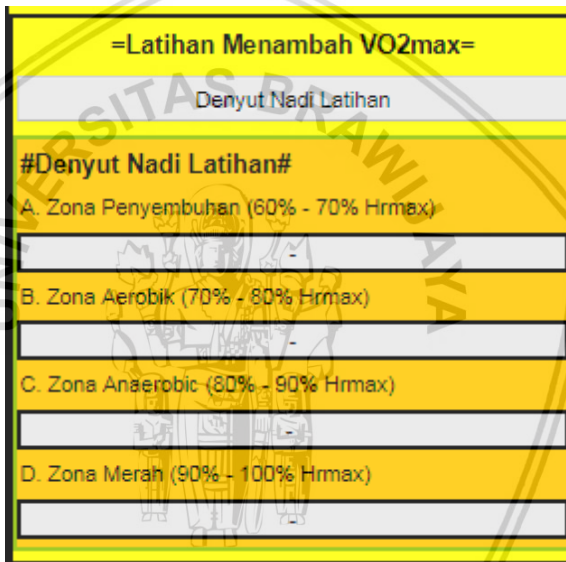 =Latihan Menambah VO2max=
Denyut Nadi Latihan
#Denyut Nadi Latihan#
A. Zona Penyembuhan (60% - 70% Hrmax)
-
B. Zona Aerobik (70% - 80% Hrmax)
-
C. Zona Anaerobic (80% - 90% Hrmax)
-
D. Zona Merah (90% - 100% Hrmax)
-
UNIVERSITAS BRAWIJAYA